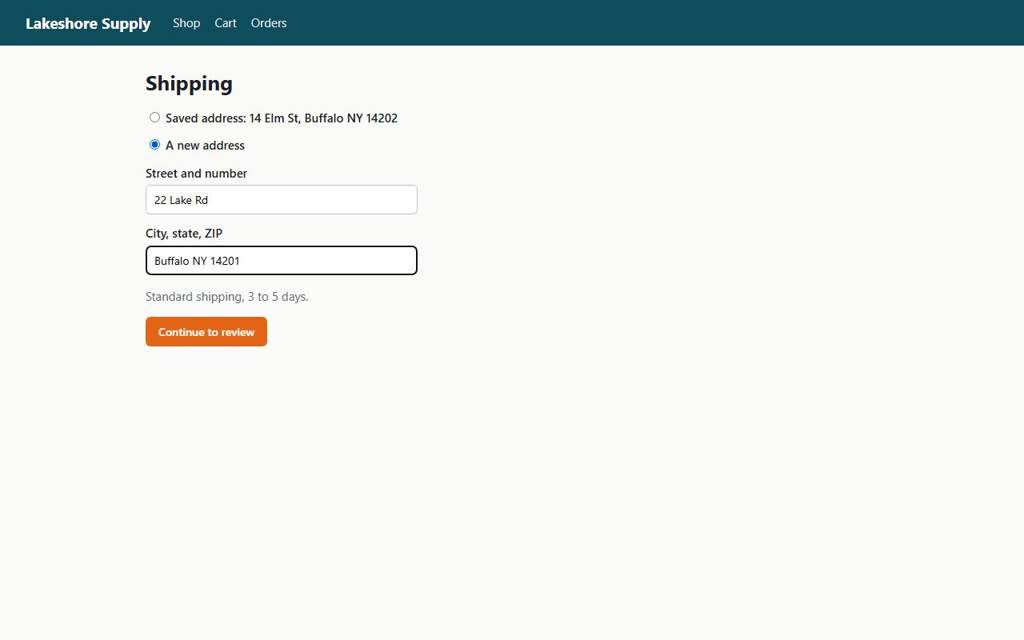 Lakeshore Supply Shop Cart Orders
Shipping
Saved address: 14 Elm St, Buffalo NY 14202
A new address
Street and number
22 Lake Rd
City, state, ZIP
Buffalo NY 14201
Standard shipping, 3 to 5 days.
Continue to review